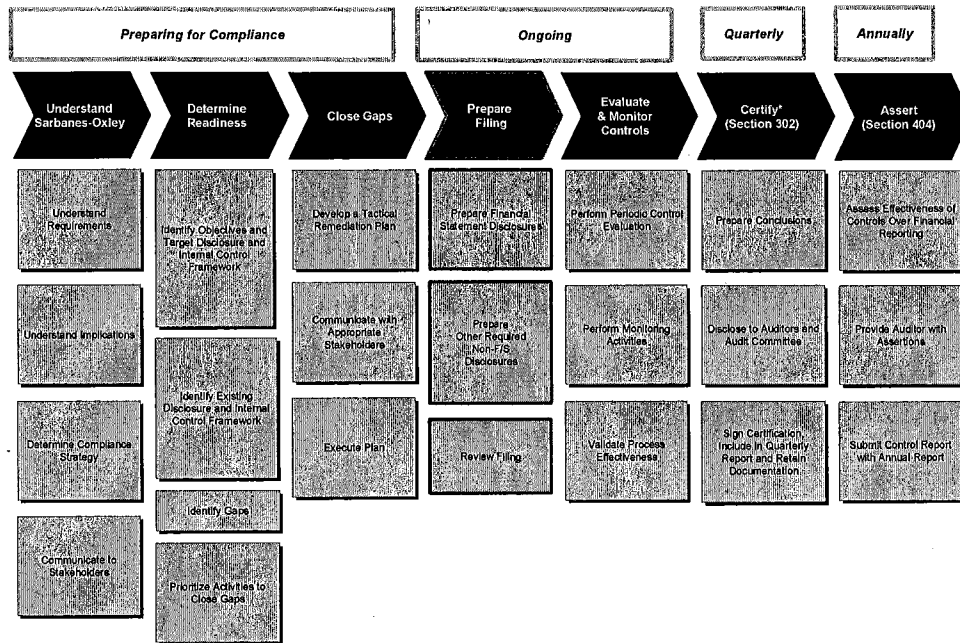 Preparing for Compliance
Ongoing
Quarterly
Annually
Understand
Sarbanes-Oxley
Determine
Readiness
Close Gaps
Prepare
Filing
Evaluate
& Monitor
Controls
Certify*
(Section 302)
Assert
(Section 404)
Understand
Requirements
Understand Implications
Determine Compliance
Strategy
Communicate to
Stakeholders
Identify Objectives and
Target Disclosure and
Internal Control
Framework
Identify Existing
Disclosure and Internal
Control Framework
Identify Gaps
Prioritize Activities to
Close Gaps
Develop a Tactical
Remediation Plan
Communicate with
Appropriate
Stakeholders
Execute Plan
Prepare Financial
Statement Disclosures
Prepare
Other Required
Non-F/S
Disclosures
Review Filing
Perform Periodic Control
Evaluation
Perform Monitoring
Activities
Validate Process
Effectiveness
Prepare Conclusions
Disclose to Auditors and
Audit Committee
Sign Certification,
Include in Quarterly
Report and Retain
Documentation
Assess Effectiveness of
Controls Over Financial
Reporting
Provide Auditor with
Assertions
Submit Control Report
with Annual Report